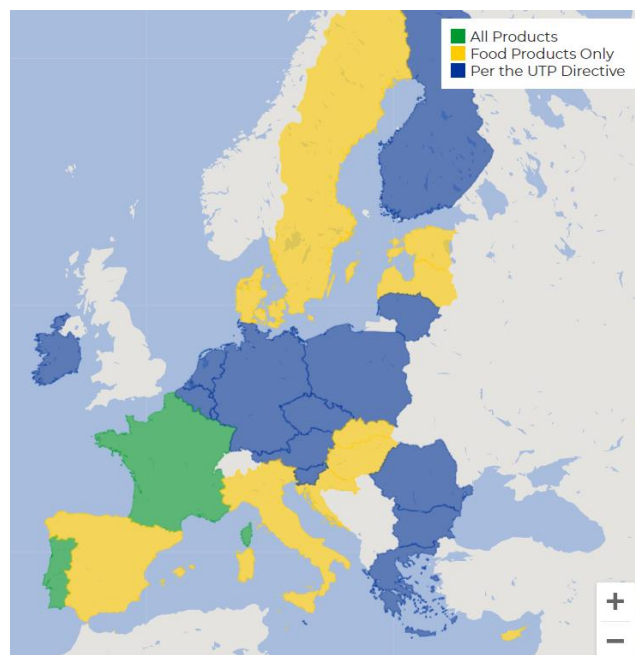 All Products
Food Products Only
Per the UTP Directive
+
−